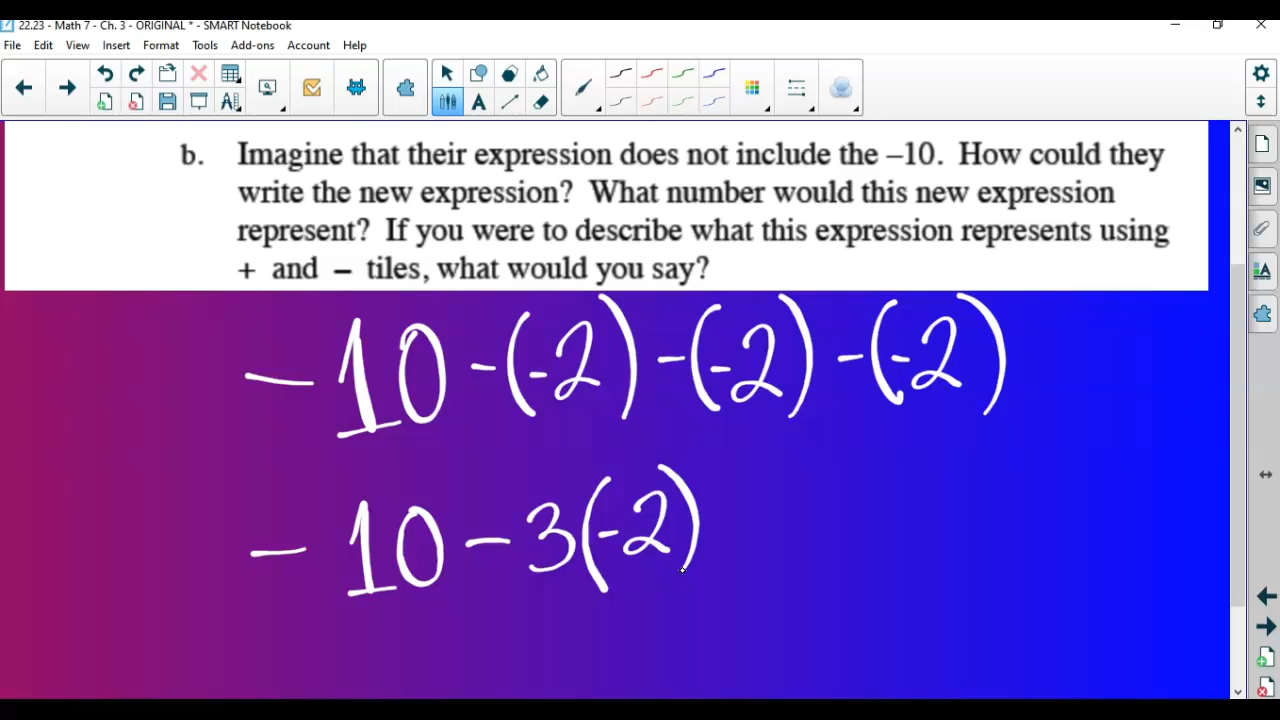 22.23 - Math 7 - Ch. 3 - ORIGINAL * - SMART Notebook
File Edit View Insert Format Tools Add-ons Account Help
b. Imagine that their expression does not include the –10. How could they
write the new expression? What number would this new expression
represent? If you were to describe what this expression represents using
+ and – tiles, what would you say?
-10 -(-2) -(-2) -(-2)
-10 - 3(-2)